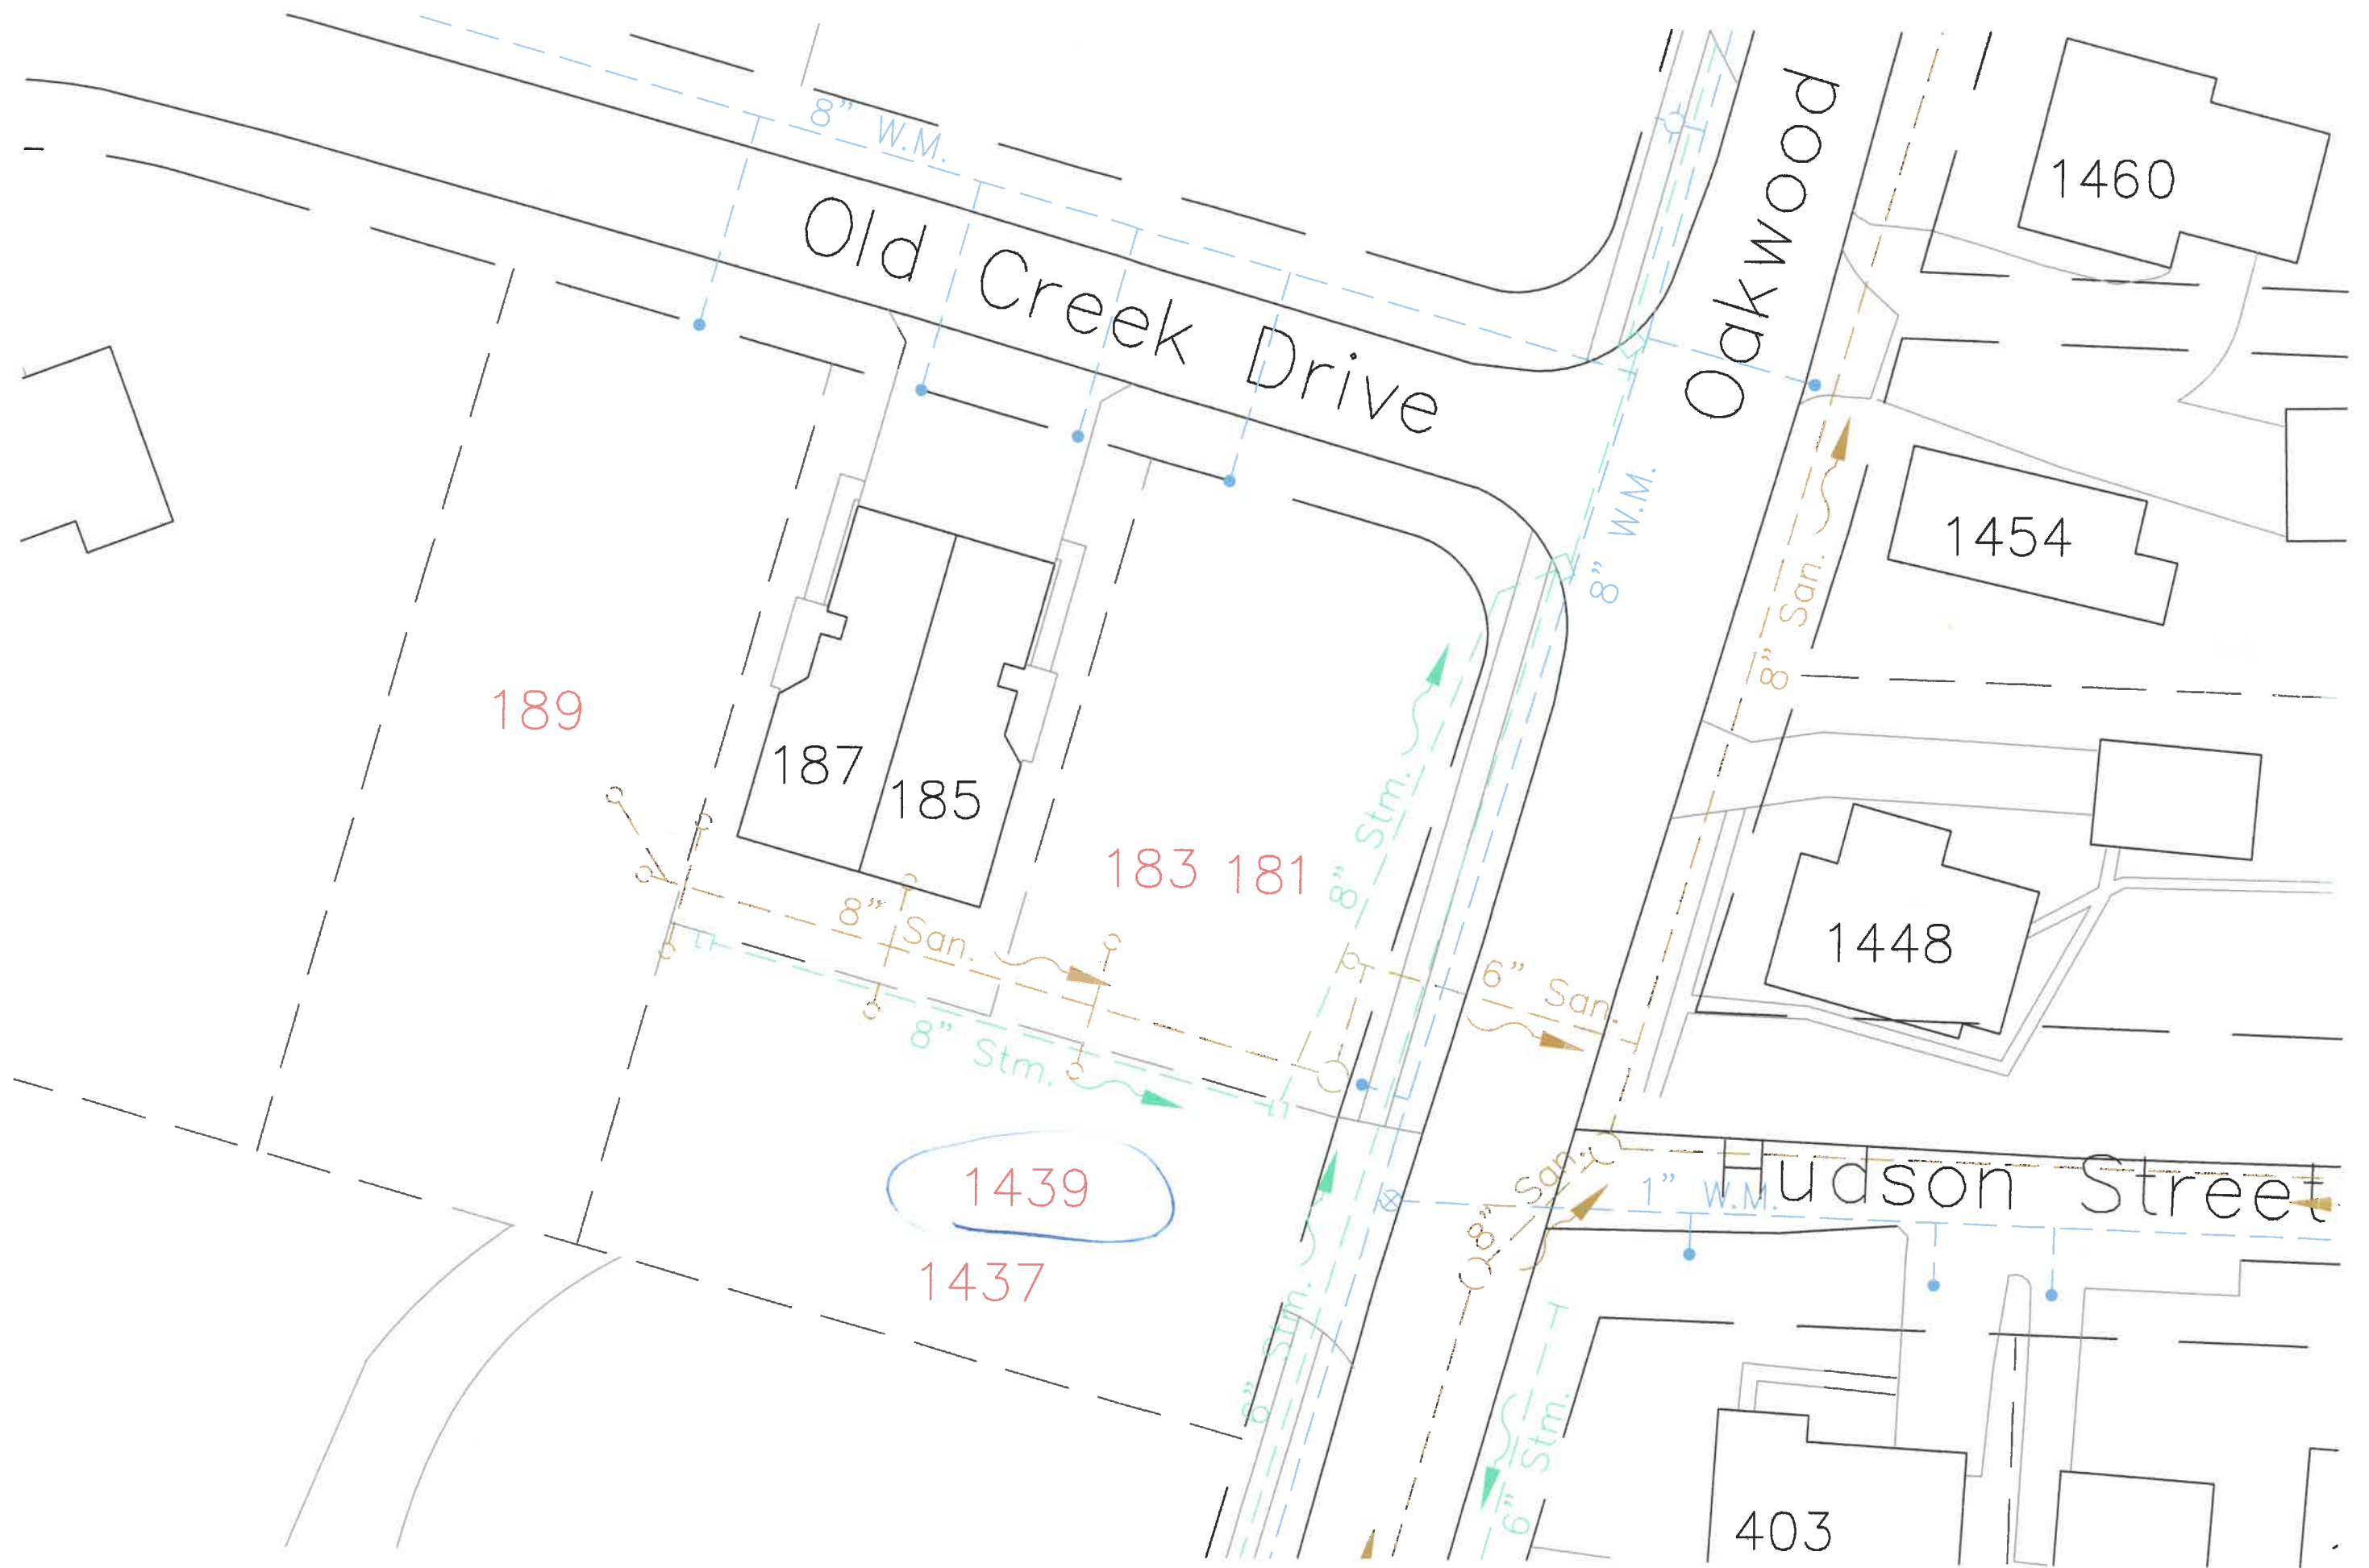 8" W.M.
Old Creek Drive
Oakwood
1460
8" W.M.
1454
8" San.
189
187
185
183 181
8" Stm.
8" San.
6" San.
1448
8" Stm.
1439
1437
8" San.
1" W.M.
Hudson Street
6" Stm.
6" Stm.
403